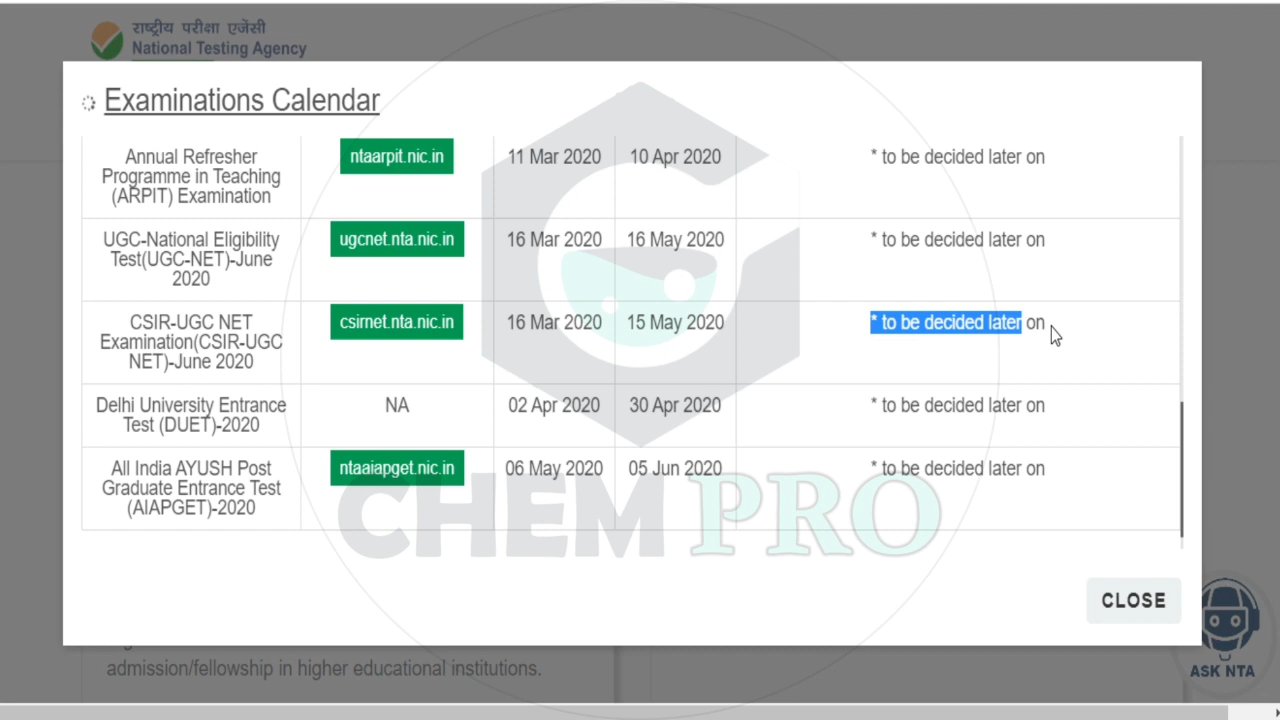 राष्ट्रीय परीक्षा एजेंसी
National Testing Agency
Examinations Calendar
Annual Refresher
Programme in Teaching
(ARPIT) Examination
ntaarpit.nic.in
11 Mar 2020
10 Apr 2020
* to be decided later on
UGC-National Eligibility
Test(UGC-NET)-June
2020
ugcnet.nta.nic.in
16 Mar 2020
16 May 2020
* to be decided later on
CSIR-UGC NET
Examination(CSIR-UGC
NET)-June 2020
csirnet.nta.nic.in
16 Mar 2020
15 May 2020
* to be decided later on
Delhi University Entrance
Test (DUET)-2020
NA
02 Apr 2020
30 Apr 2020
* to be decided later on
All India AYUSH Post
Graduate Entrance Test
(AIAPGET)-2020
ntaaiapget.nic.in
06 May 2020
05 Jun 2020
* to be decided later on
CHEM PRO
CLOSE
admission/fellowship in higher educational institutions.
ASK NTA